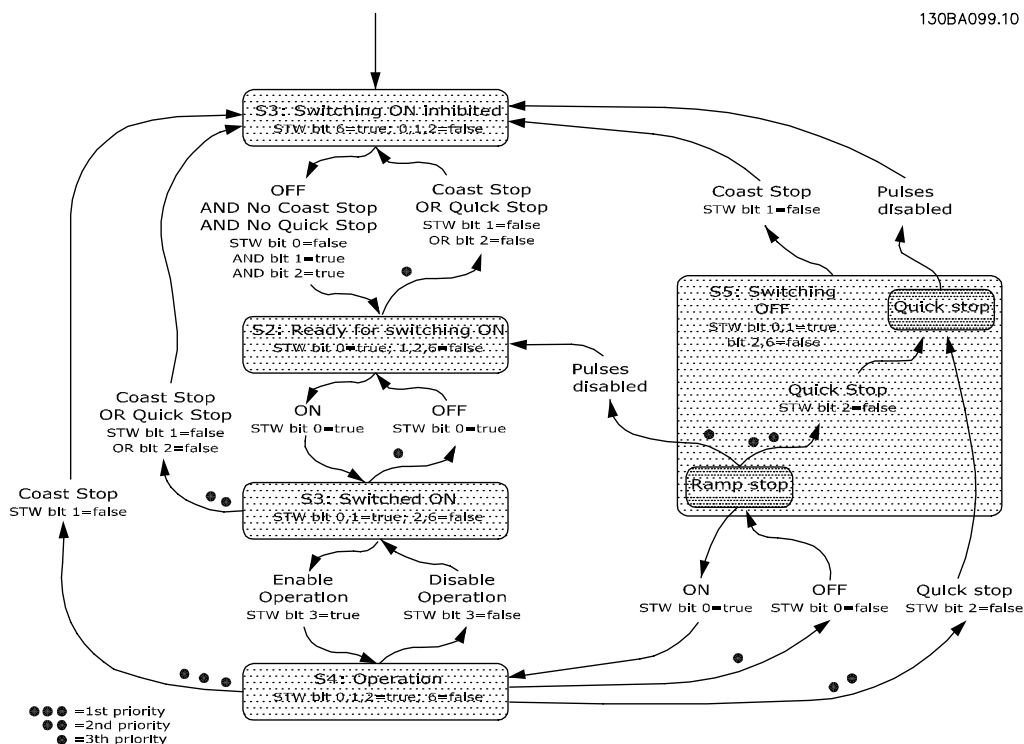 130BA099.10
S3: Switching ON Inhibited
STW bit 6=true; 0,1,2=false
OFF
AND No Coast Stop
AND No Quick Stop
STW bit 0=false
AND bit 1=true
AND bit 2=true
Coast Stop
OR Quick Stop
STW bit 1=false
OR bit 2=false
Coast Stop
STW bit 1=false
Pulses
disabled
S2: Ready for switching ON
STW bit 0=true; 1,2,6=false
S5: Switching
OFF
STW bit 0,1=true
bit 2,6=false
Quick stop
Pulses
disabled
Quick Stop
STW bit 2=false
Ramp stop
Coast Stop
OR Quick Stop
STW bit 1=false
OR bit 2=false
ON
STW bit 0=true
OFF
STW bit 0=true
Coast Stop
STW bit 1=false
S3: Switched ON
STW bit 0,1=true; 2,6=false
Enable
Operation
STW bit 3=true
Disable
Operation
STW bit 3=false
ON
STW bit 0=true
OFF
STW bit 0=false
Quick stop
STW bit 2=false
S4: Operation
STW bit 0,1,2=true; 6=false
=1st priority
=2nd priority
=3th priority